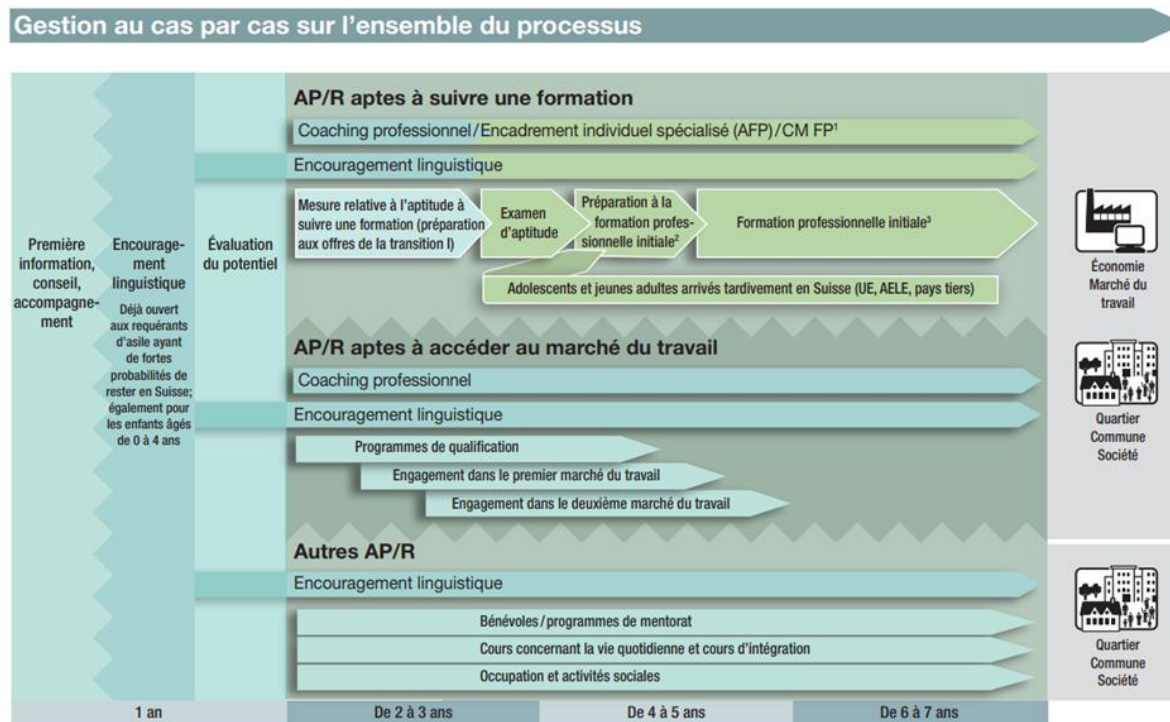 Gestion au cas par cas sur l’ensemble du processus
Première
information,
conseil,
accompagne-
ment
Encourage-
ment
linguistique
Déjà ouvert
aux requérants
d’asile ayant
de fortes
probabilités de
rester en Suisse;
également pour
les enfants âgés
de 0 à 4 ans
Évaluation
du potentiel
AP/R aptes à suivre une formation
Coaching professionnel/Encadrement individuel spécialisé (AFP)/CM FP¹
Encouragement linguistique
Mesure relative à l’aptitude à
suivre une formation (préparation
aux offres de la transition I)
Examen
d’aptitude
Préparation à la
formation profes-
sionnelle initiale²
Formation professionnelle initiale³
Adolescents et jeunes adultes arrivés tardivement en Suisse (UE, AELE, pays tiers)
AP/R aptes à accéder au marché du travail
Coaching professionnel
Encouragement linguistique
Programmes de qualification
Engagement dans le premier marché du travail
Engagement dans le deuxième marché du travail
Autres AP/R
Encouragement linguistique
Bénévoles/programmes de mentorat
Cours concernant la vie quotidienne et cours d’intégration
Occupation et activités sociales
Économie
Marché du
travail
Quartier
Commune
Société
Quartier
Commune
Société
1 an
De 2 à 3 ans
De 4 à 5 ans
De 6 à 7 ans